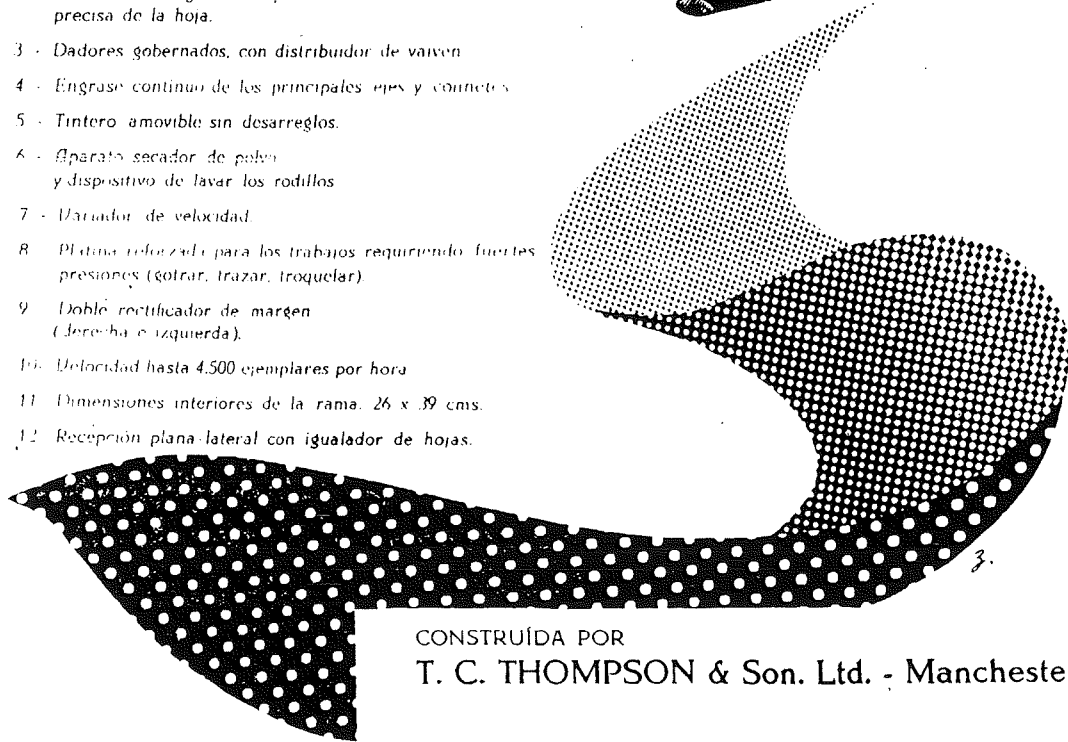 precisa de la hoja.
3 - Dadores gobernados, con distribuidor de vaiven
4 - Engrase continuo de los principales ejes y cojinetes
5 - Tintero amovible sin desarreglos.
6 - Aparato secador de polvo
y dispositivo de lavar los rodillos
7 - Variador de velocidad.
8 Platina reforzada para los trabajos requiriendo fuertes
presiones (gofrar, trazar, troquelar).
9 Doble rectificador de margen
(derecha e izquierda).
10- Velocidad hasta 4.500 ejemplares por hora
11 Dimensiones interiores de la rama. 26 x 39 cms.
12 Recepción plana-lateral con igualador de hojas.
z.
CONSTRUÍDA POR
T. C. THOMPSON & Son. Ltd. - Mancheste